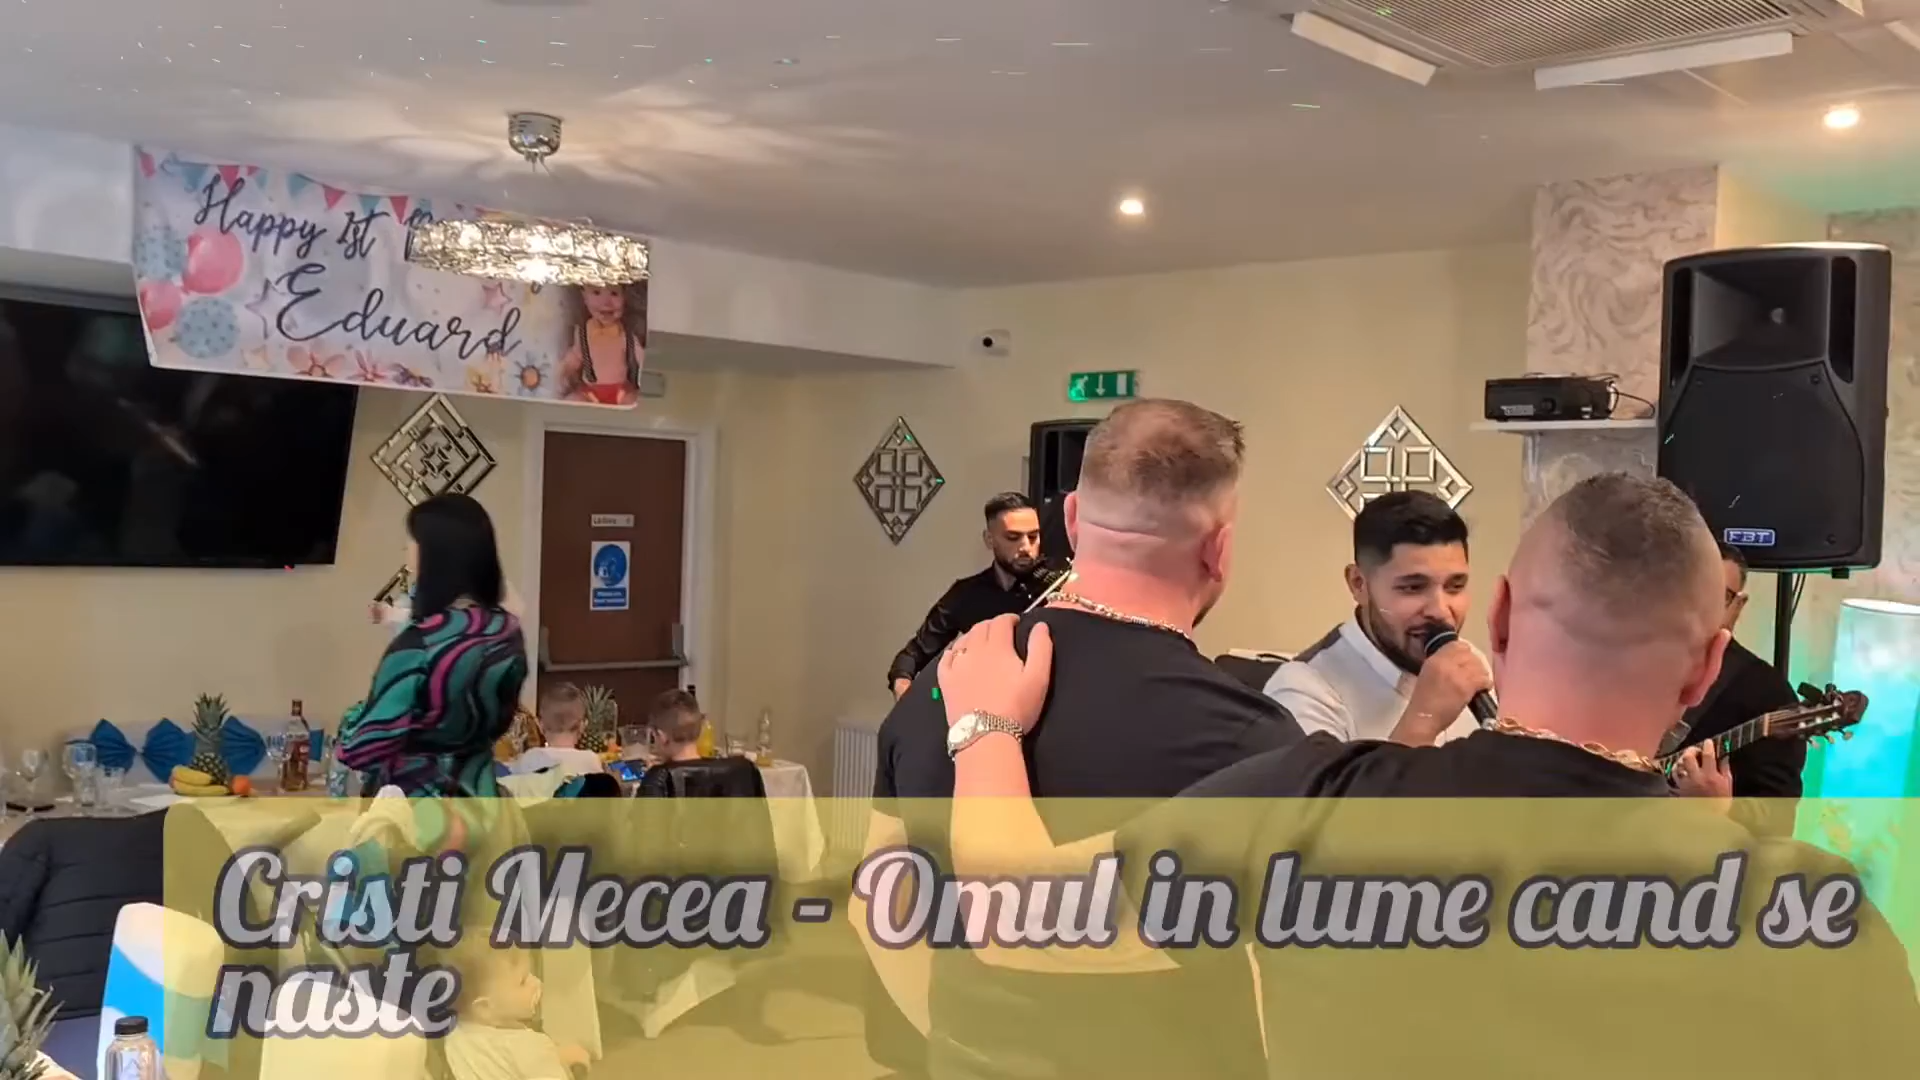 Happy 1st
Eduard
FBT
Cristi Mecea - Omul in lume cand se
naste